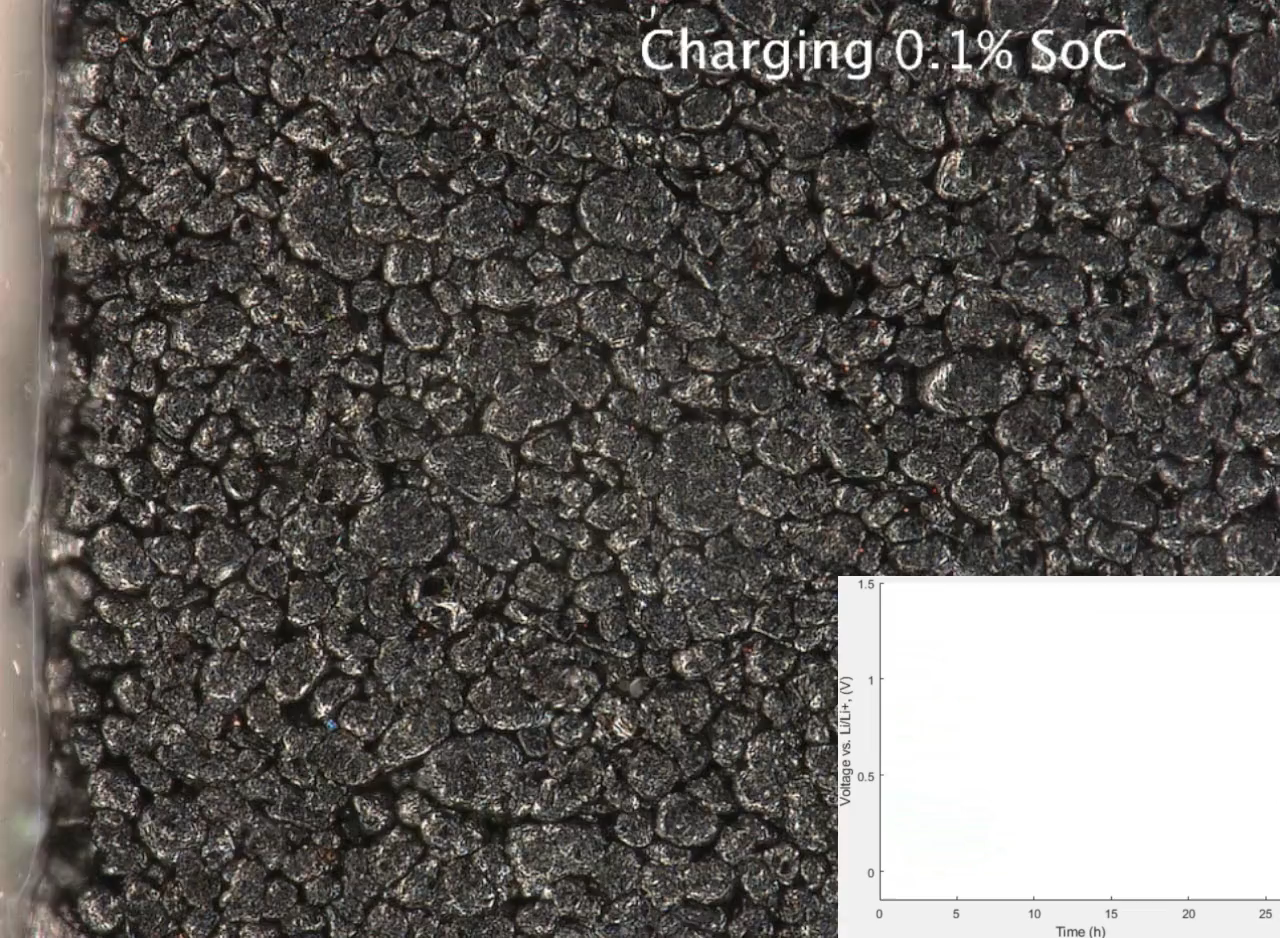 Charging 0.1% SoC
1.5
1
0.5
0
Voltage vs. Li/Li+, (V)
0 5 10 15 20 25
Time (h)